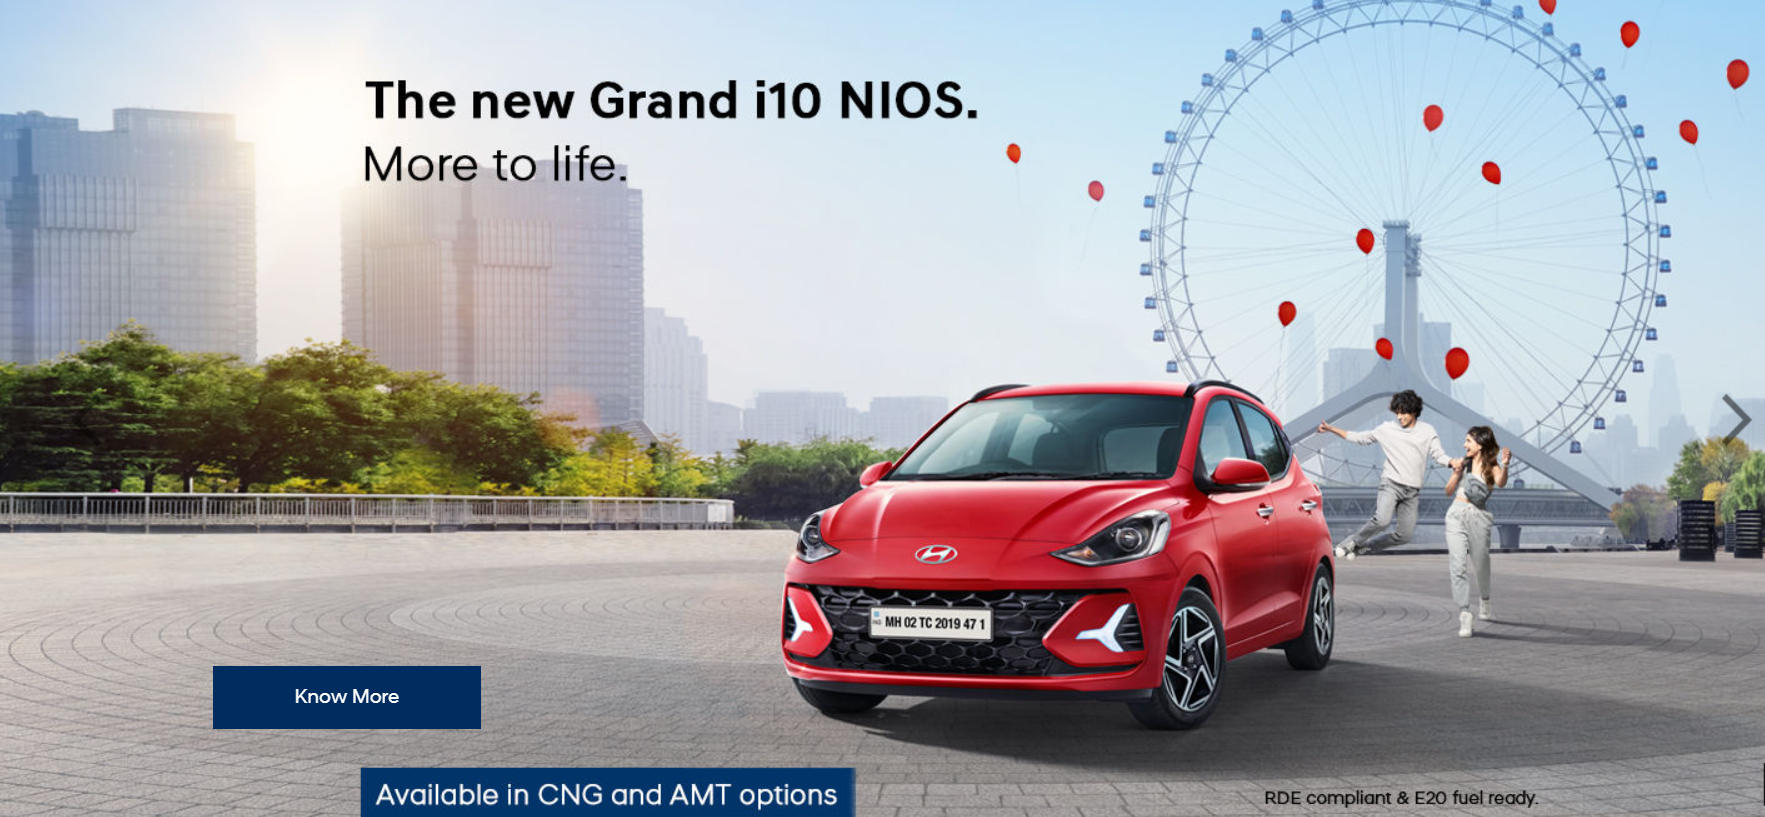 The new Grand i10 NIOS.
More to life.
MH 02 TC 2019 47 1
Know More
Available in CNG and AMT options
RDE compliant & E20 fuel ready.